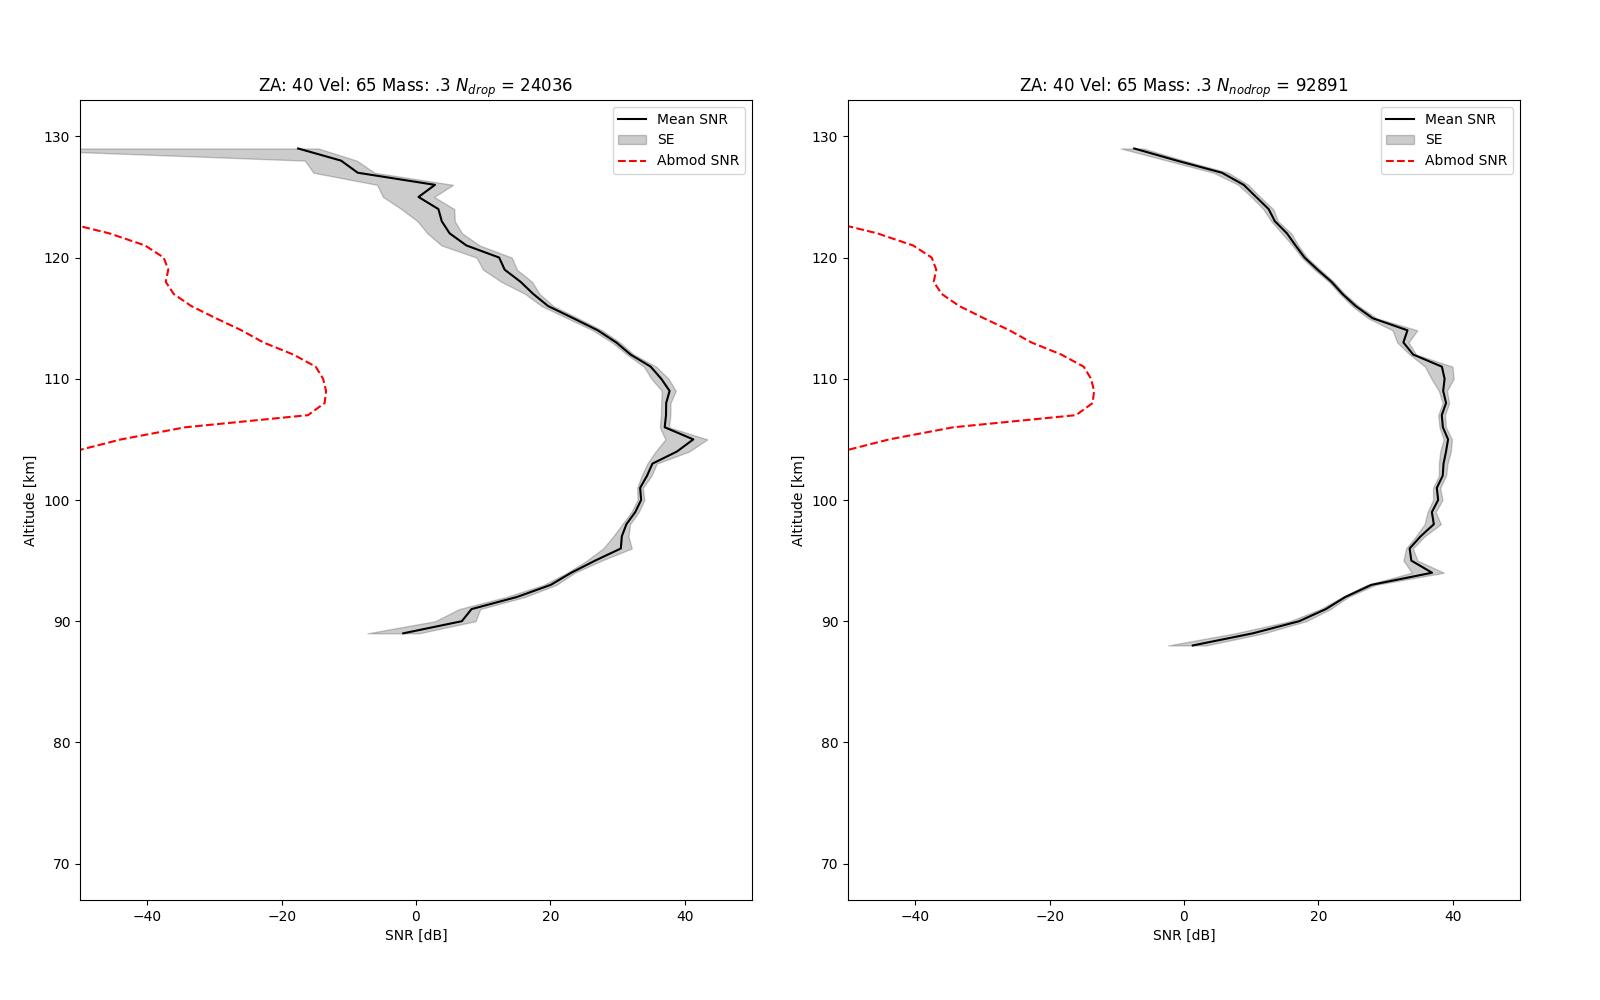 ZA: 40 Vel: 65 Mass: .3 N_drop = 24036
Mean SNR
SE
Abmod SNR
Altitude [km]
130
120
110
100
90
80
70
−40
−20
0
20
40
SNR [dB]
ZA: 40 Vel: 65 Mass: .3 N_nodrop = 92891
Mean SNR
SE
Abmod SNR
Altitude [km]
130
120
110
100
90
80
70
−40
−20
0
20
40
SNR [dB]